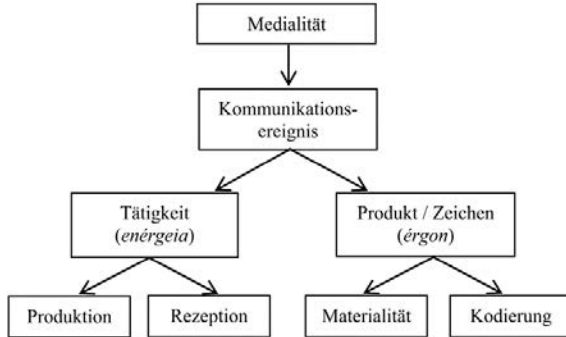 Medialität
Kommunikations-
ereignis
Tätigkeit
(enérgeia)
Produkt / Zeichen
(érgon)
Produktion
Rezeption
Materialität
Kodierung